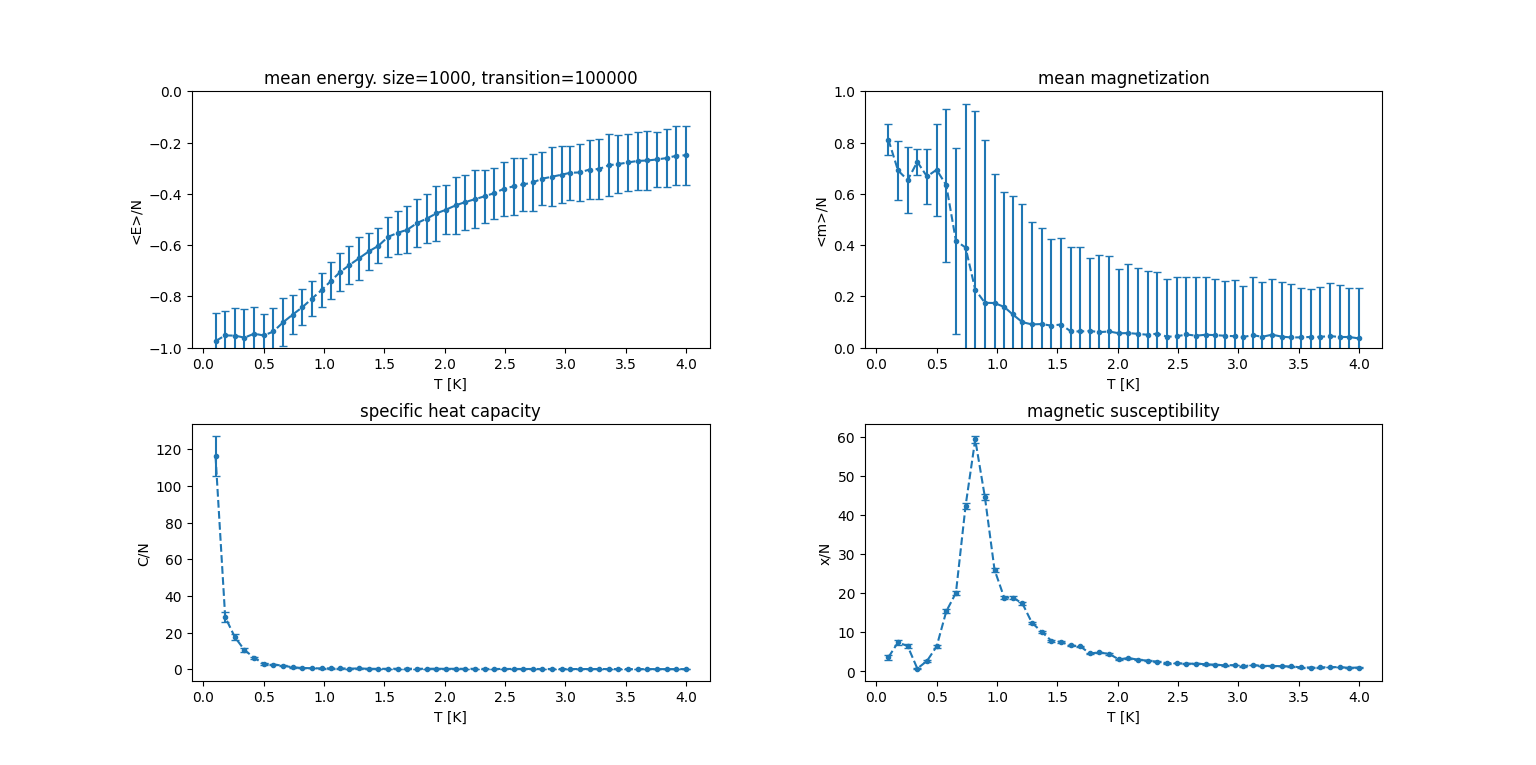 mean energy. size=1000, transition=100000
<E>/N
0.0
−0.2
−0.4
−0.6
−0.8
−1.0
0.0 0.5 1.0 1.5 2.0 2.5 3.0 3.5 4.0
T [K]
mean magnetization
<m>/N
1.0
0.8
0.6
0.4
0.2
0.0
0.0 0.5 1.0 1.5 2.0 2.5 3.0 3.5 4.0
T [K]
specific heat capacity
C/N
120
100
80
60
40
20
0
0.0 0.5 1.0 1.5 2.0 2.5 3.0 3.5 4.0
T [K]
magnetic susceptibility
x/N
60
50
40
30
20
10
0
0.0 0.5 1.0 1.5 2.0 2.5 3.0 3.5 4.0
T [K]